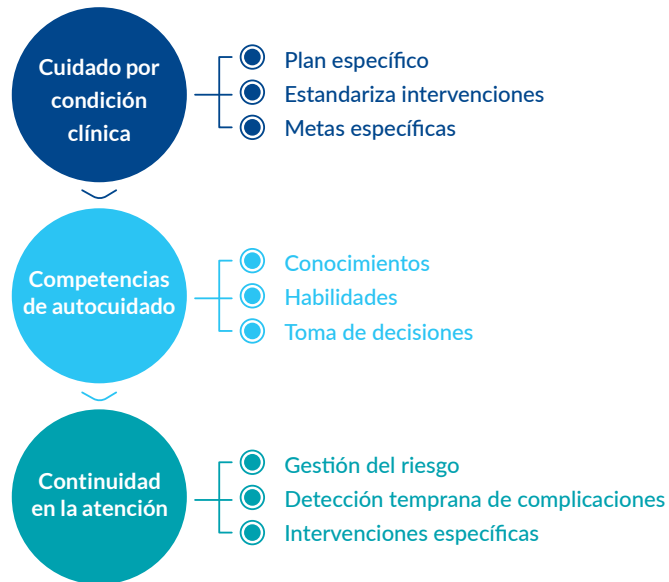 Cuidado por
condición
clínica
Plan específico
Estandariza intervenciones
Metas específicas
Competencias
de autocuidado
Conocimientos
Habilidades
Toma de decisiones
Continuidad
en la atención
Gestión del riesgo
Detección temprana de complicaciones
Intervenciones específicas